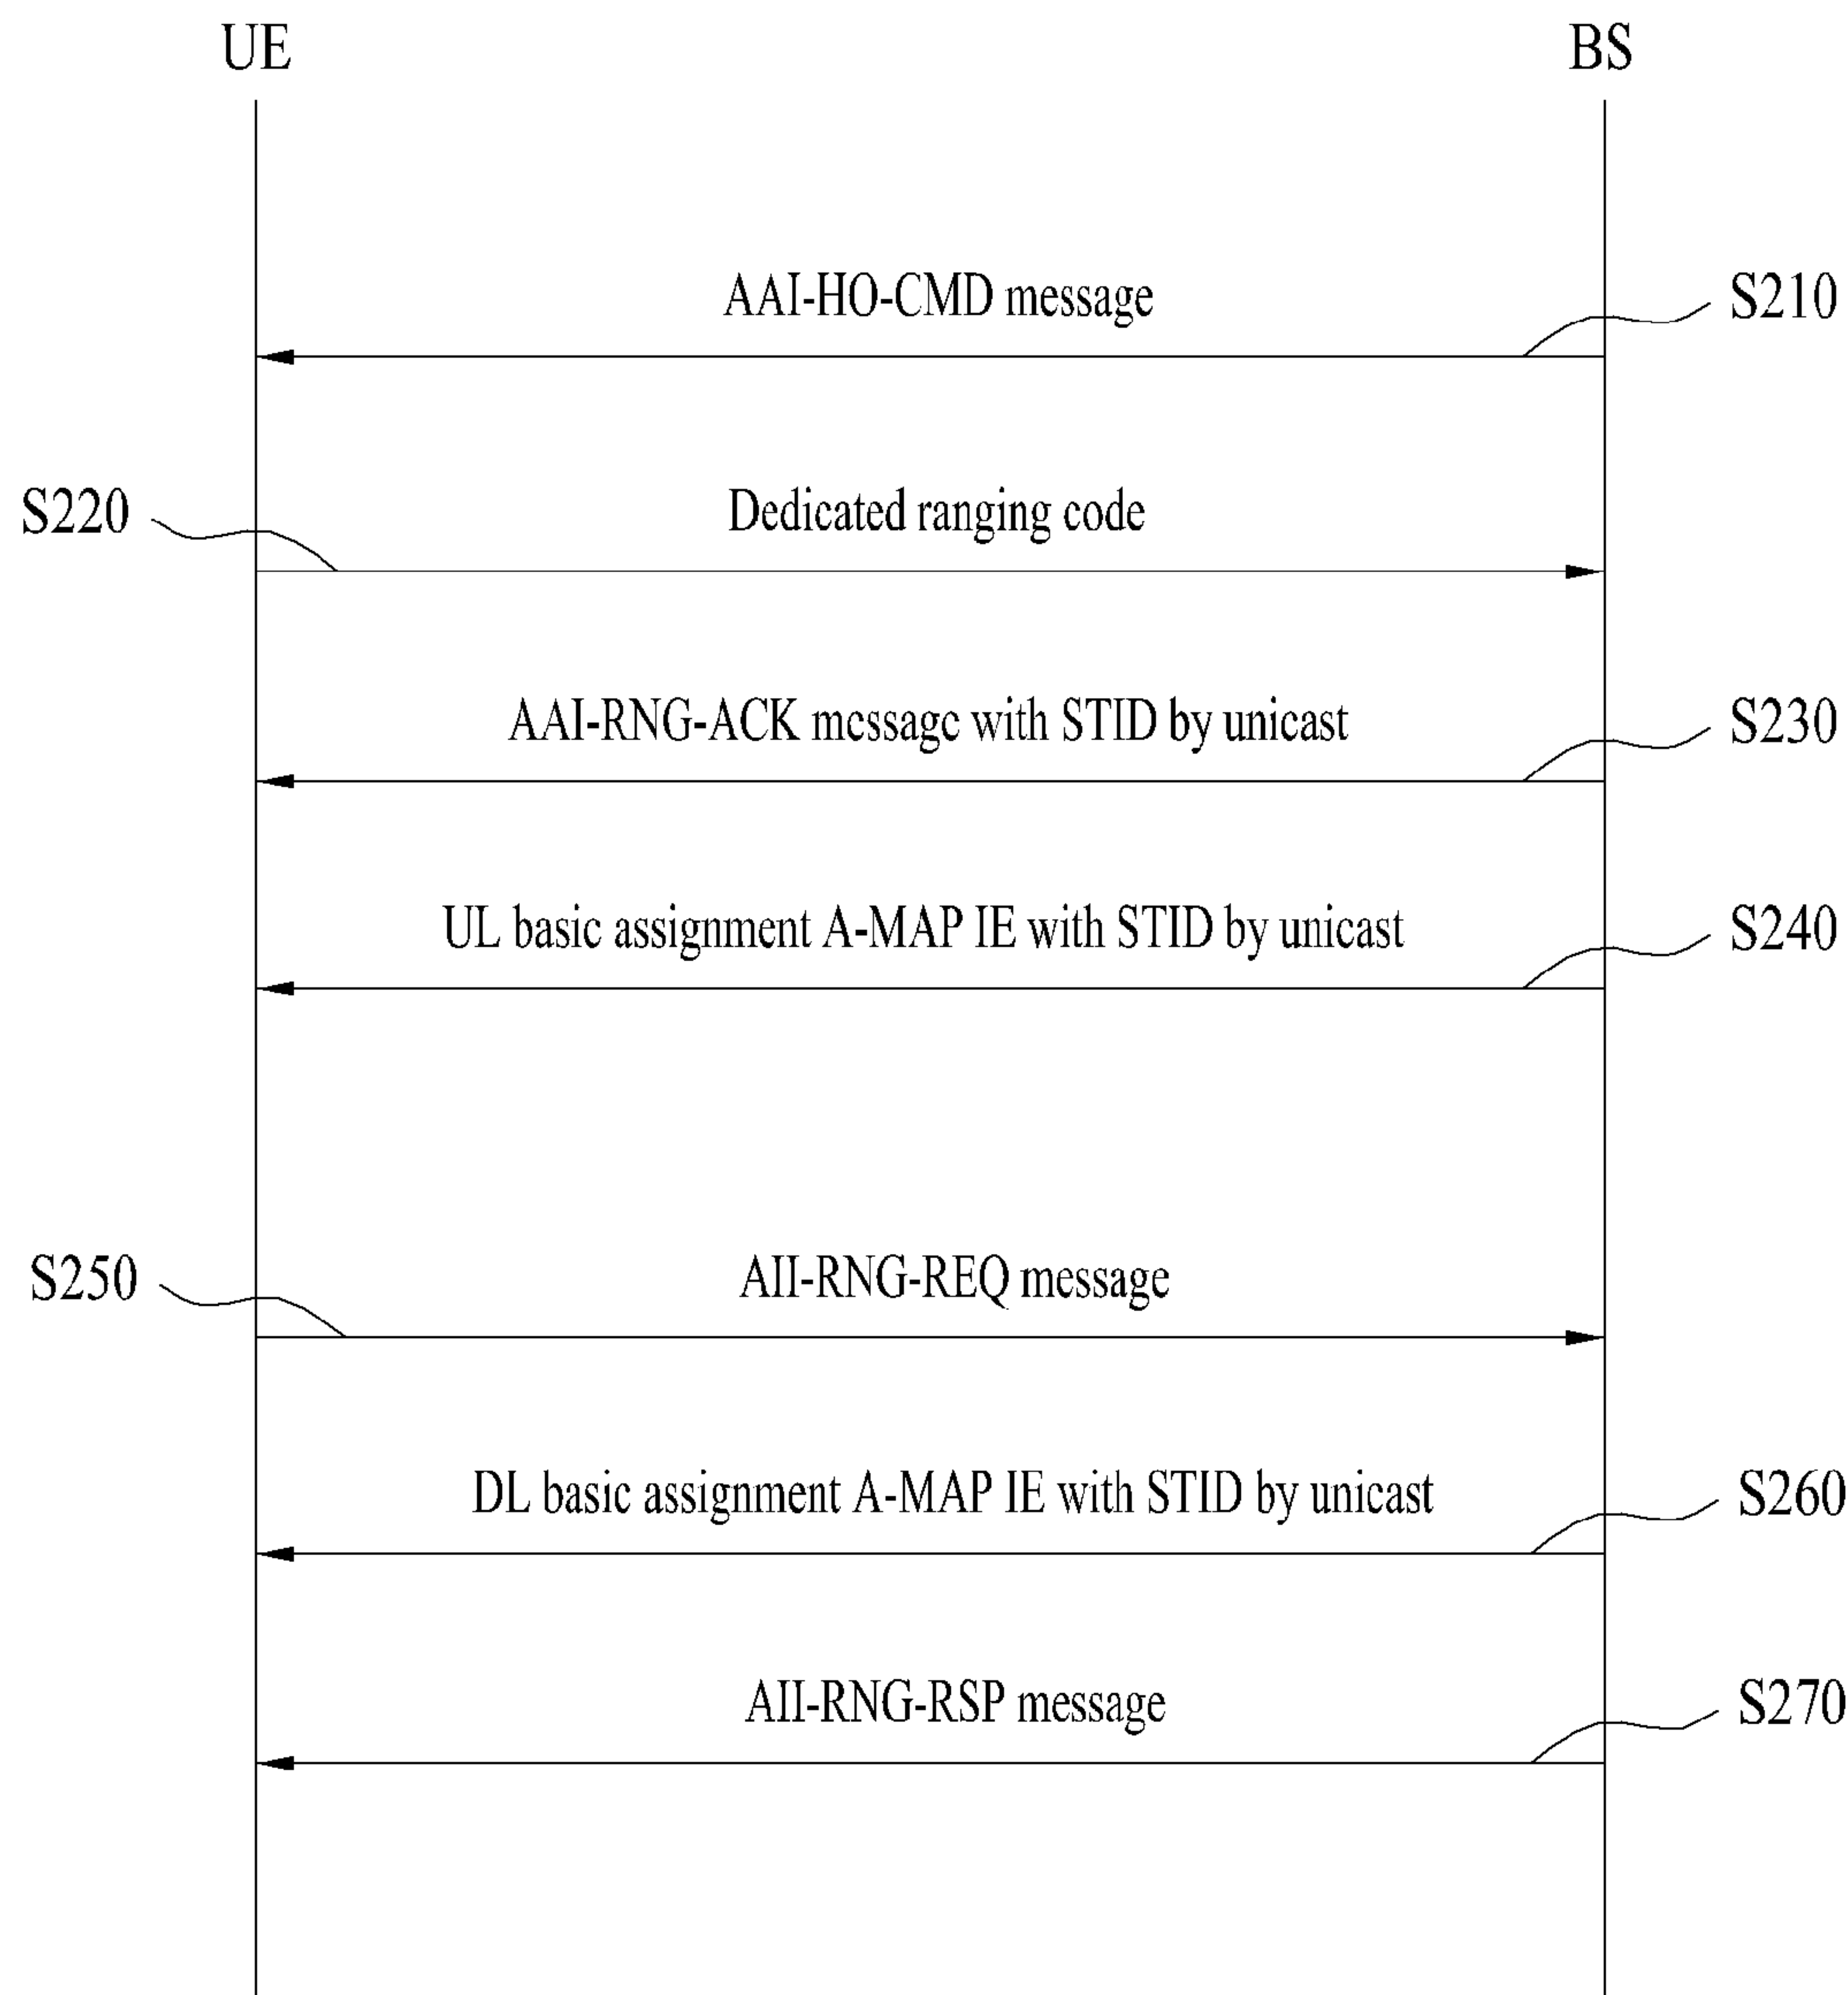 UE
BS
AAI-HO-CMD message
S210
S220
Dedicated ranging code
AAI-RNG-ACK message with STID by unicast
S230
UL basic assignment A-MAP IE with STID by unicast
S240
S250
AII-RNG-REQ message
DL basic assignment A-MAP IE with STID by unicast
S260
AII-RNG-RSP message
S270